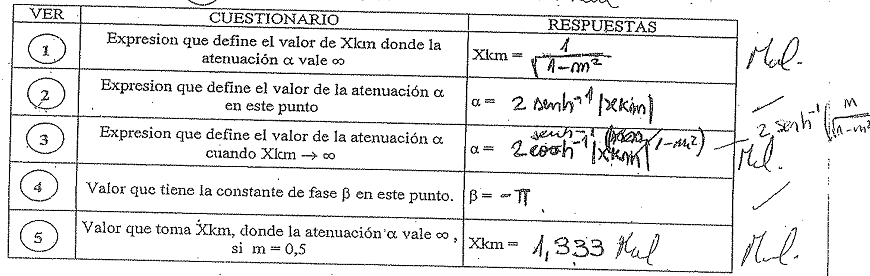 VER CUESTIONARIO RESPUESTAS
1 Expresion que define el valor de Xkm donde la atenuación α vale ∞ Xkm = 1/√(1-m²) Mal.
2 Expresion que define el valor de la atenuación α en este punto α = 2 senh⁻¹ |xkm| ✓
3 Expresion que define el valor de la atenuación α cuando Xkm → ∞ α = 2 senh⁻¹ 1-m²) 2 senh⁻¹ (m/√(1-m² Mal.
4 Valor que tiene la constante de fase β en este punto. β = -π ✓
5 Valor que toma Xkm, donde la atenuación α vale ∞, si m = 0,5 Xkm = 1,333 Mal Mal.